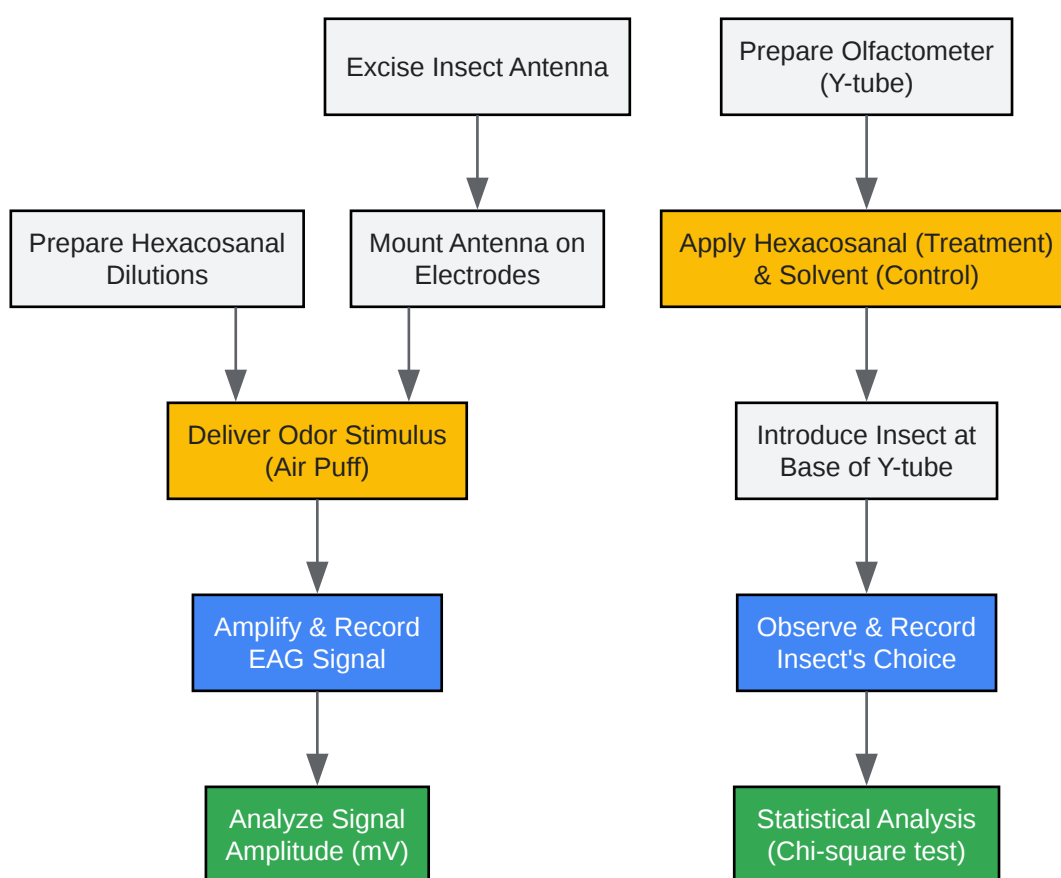 Excise Insect Antenna
Prepare Olfactometer
(Y-tube)
Prepare Hexacosanal
Dilutions
Mount Antenna on
Electrodes
Apply Hexacosanal (Treatment)
& Solvent (Control)
Deliver Odor Stimulus
(Air Puff)
Introduce Insect at
Base of Y-tube
Amplify & Record
EAG Signal
Observe & Record
Insect's Choice
Analyze Signal
Amplitude (mV)
Statistical Analysis
(Chi-square test)